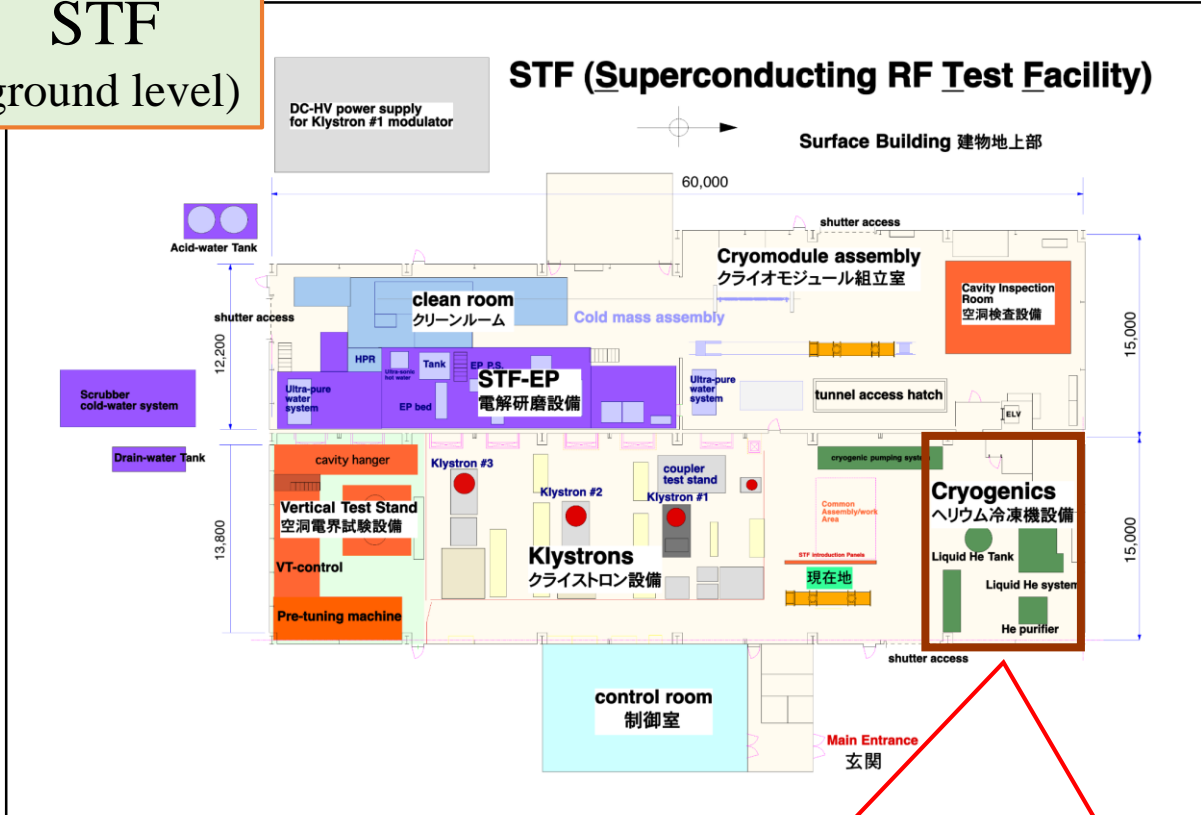 STF
ground level)
STF (Superconducting RF Test Facility)
DC-HV power supply
for Klystron #1 modulator
Surface Building 建物地上部
60,000
shutter access
Acid-water Tank
Cryomodule assembly
クライオモジュール組立室
Cavity Inspection
Room
空洞検査設備
clean room
クリーンルーム
shutter access
Cold mass assembly
12,200
15,000
HPR
Ultra-sonic
hot water
Tank
EP P.S.
STF-EP
電解研磨設備
Ultra-pure
water
system
EP bed
Ultra-pure
water
system
tunnel access hatch
ELV
Scrubber
cold-water system
Drain-water Tank
cavity hanger
Klystron #3
coupler
test stand
cryogenic pumping syste
Klystron #2
Klystron #1
Cryogenics
ヘリウム冷凍機設備
Vertical Test Stand
空洞電界試験設備
Common
Assembly/work
Area
13,800
15,000
Klystrons
クライストロン設備
STF introduction Panels
現在地
Liquid He Tank
VT-control
Liquid He system
Pre-tuning machine
He purifier
shutter access
control room
制御室
Main Entrance
玄関